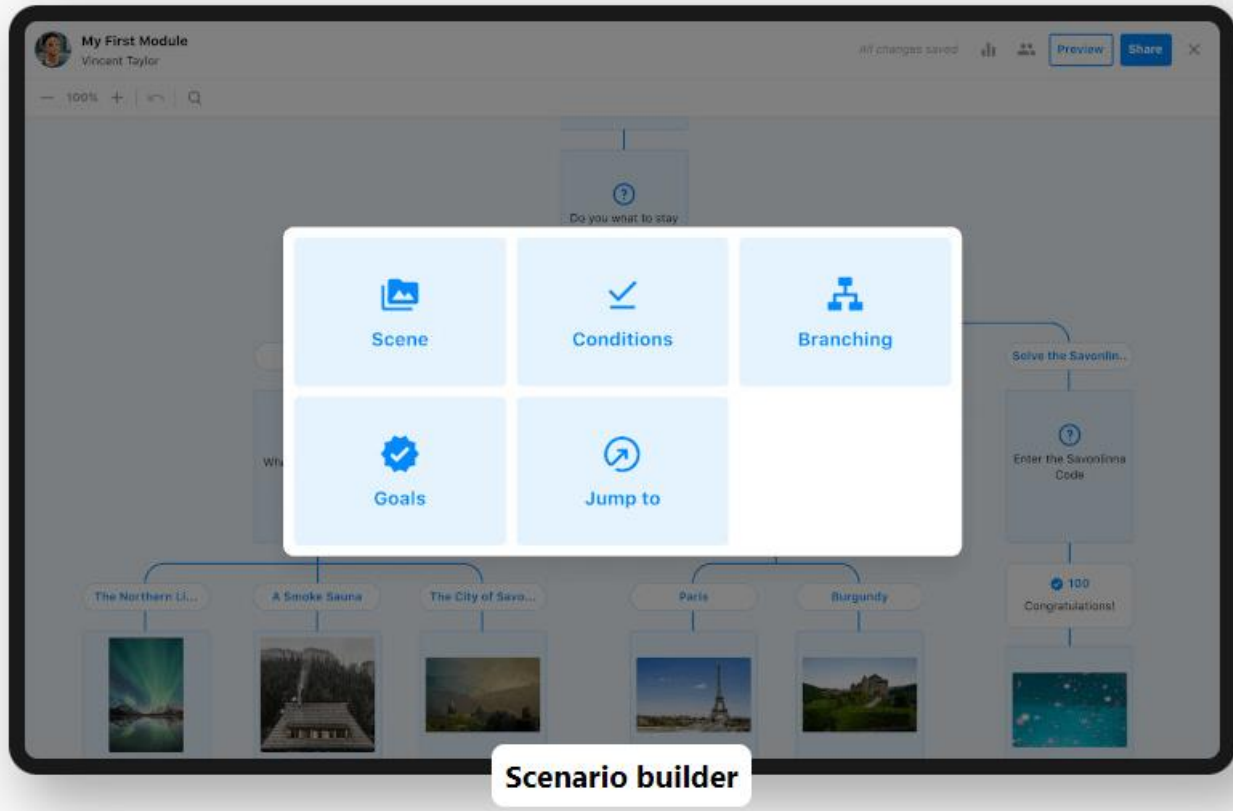 My First Module
Vincent Taylor
All changes saved
Preview
Share
100%
Do you what to stay
Scene
Conditions
Branching
Solve the Savonlin...
Goals
Jump to
Enter the Savonlinna
Code
The Northern Li...
A Smoke Sauna
The City of Savo...
Paris
Burgundy
100
Congratulations!
Scenario builder